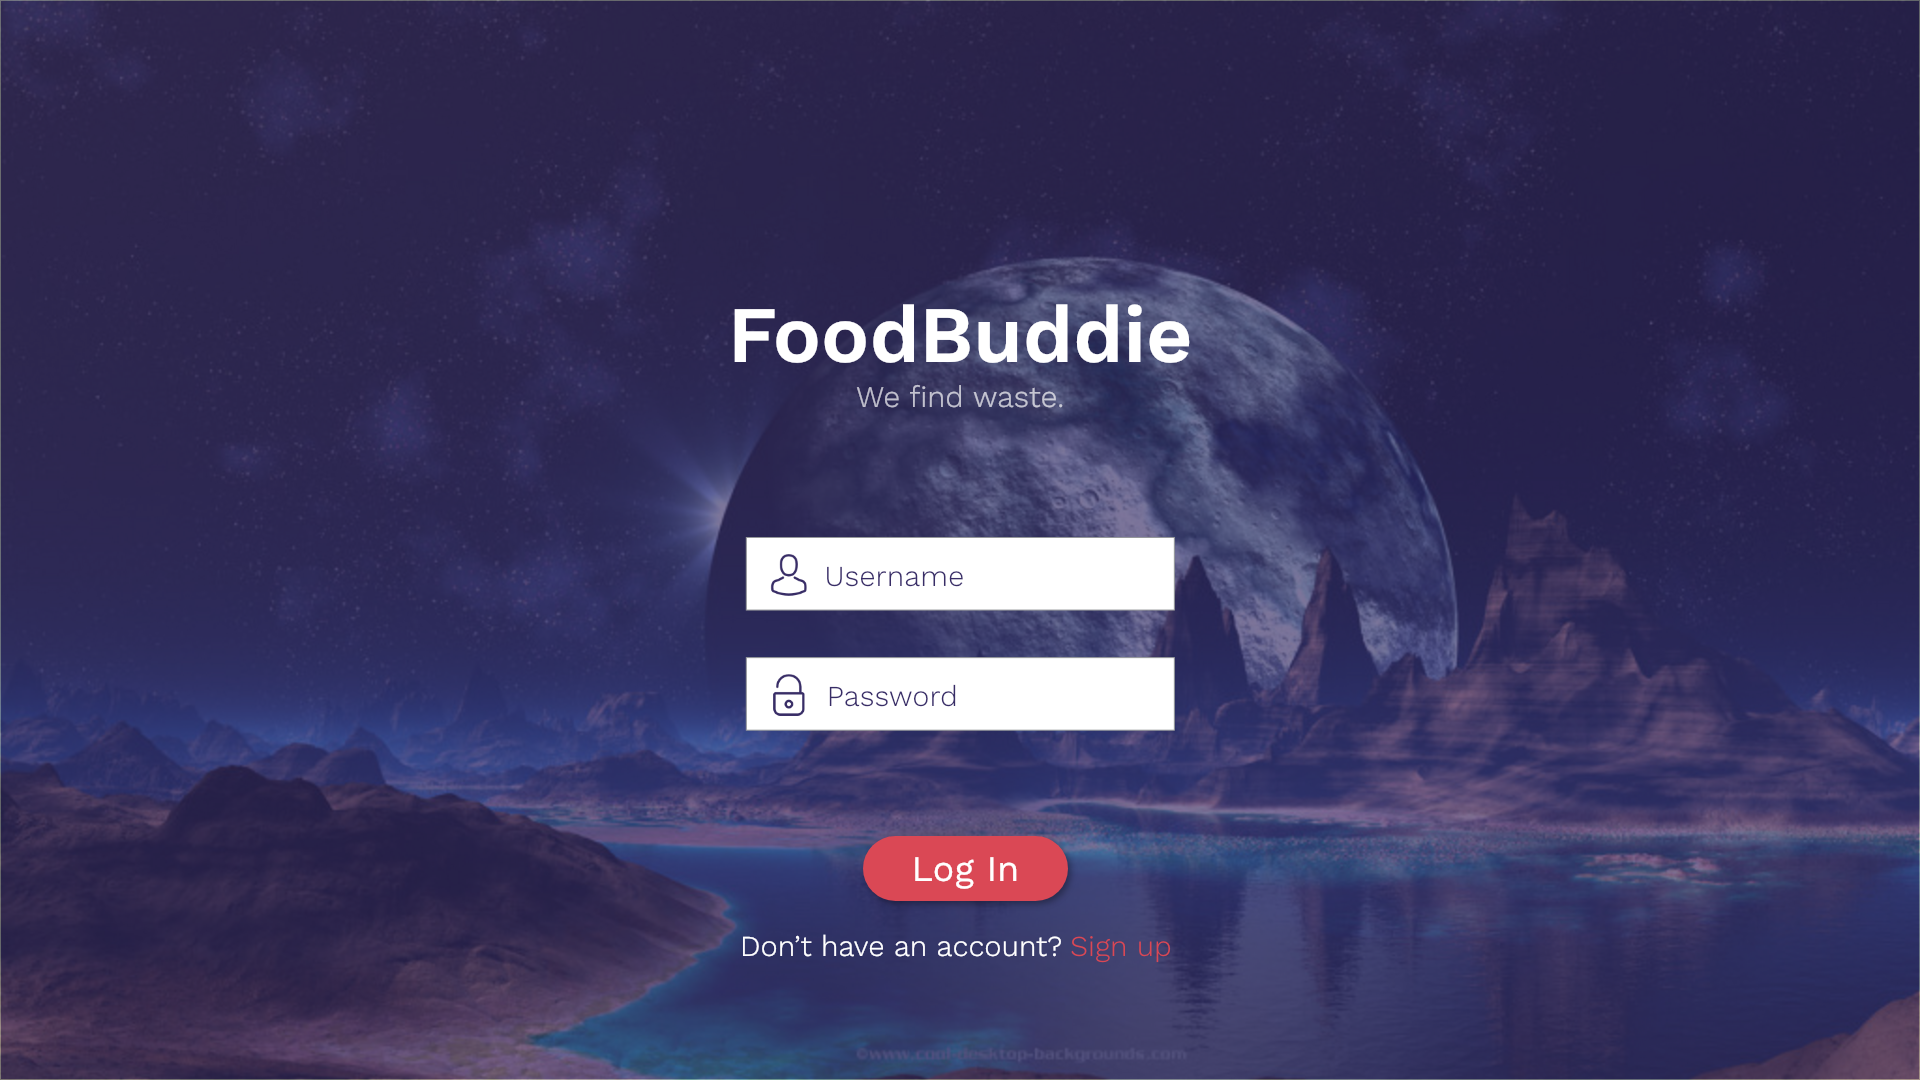 FoodBuddie
We find waste.
Username
Password
Log In
Don’t have an account? Sign up
©www.cool-desktop-backgrounds.com